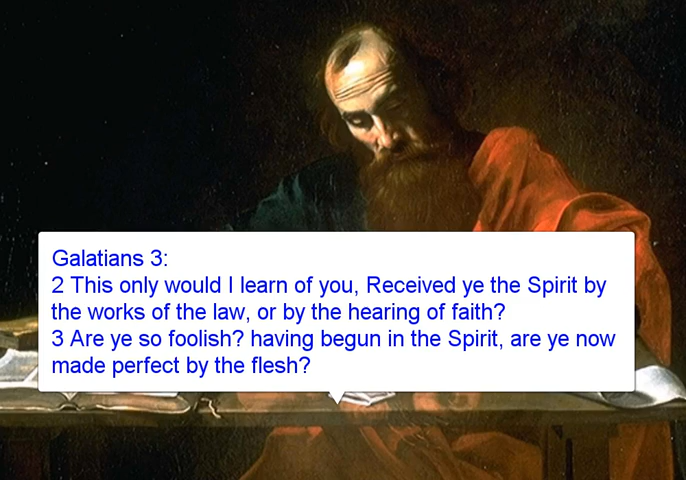 Galatians 3:
2 This only would I learn of you, Received ye the Spirit by
the works of the law, or by the hearing of faith?
3 Are ye so foolish? having begun in the Spirit, are ye now
made perfect by the flesh?